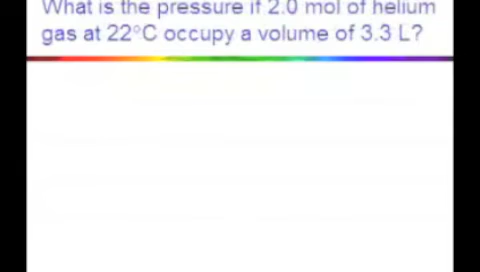 What is the pressure if 2.0 mol of helium
gas at 22°C occupy a volume of 3.3 L?